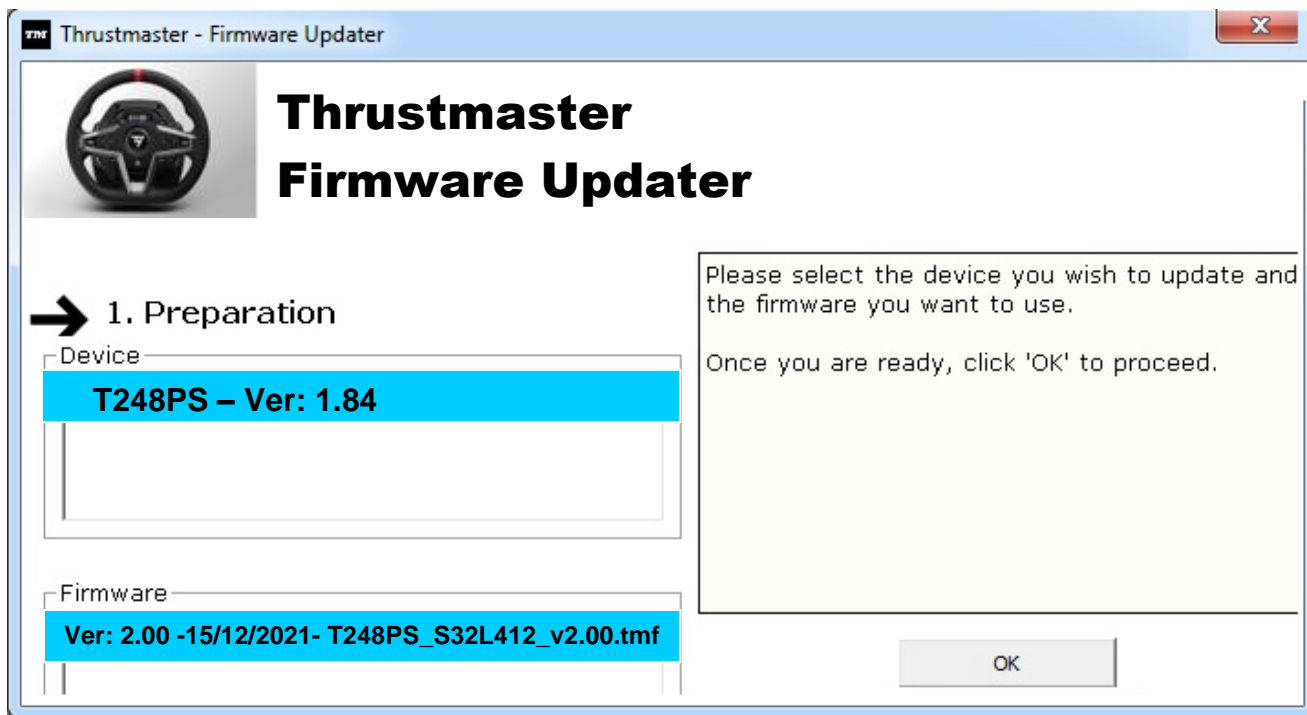 TM Thrustmaster - Firmware Updater
X
Thrustmaster
Firmware Updater
1. Preparation
Device
T248PS – Ver: 1.84
Please select the device you wish to update and
the firmware you want to use.
Once you are ready, click 'OK' to proceed.
Firmware
Ver: 2.00 -15/12/2021- T248PS_S32L412_v2.00.tmf
OK